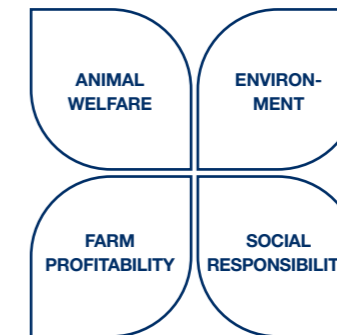 ANIMAL
WELFARE
ENVIRON-
MENT
FARM
PROFITABILITY
SOCIAL
RESPONSIBILIT